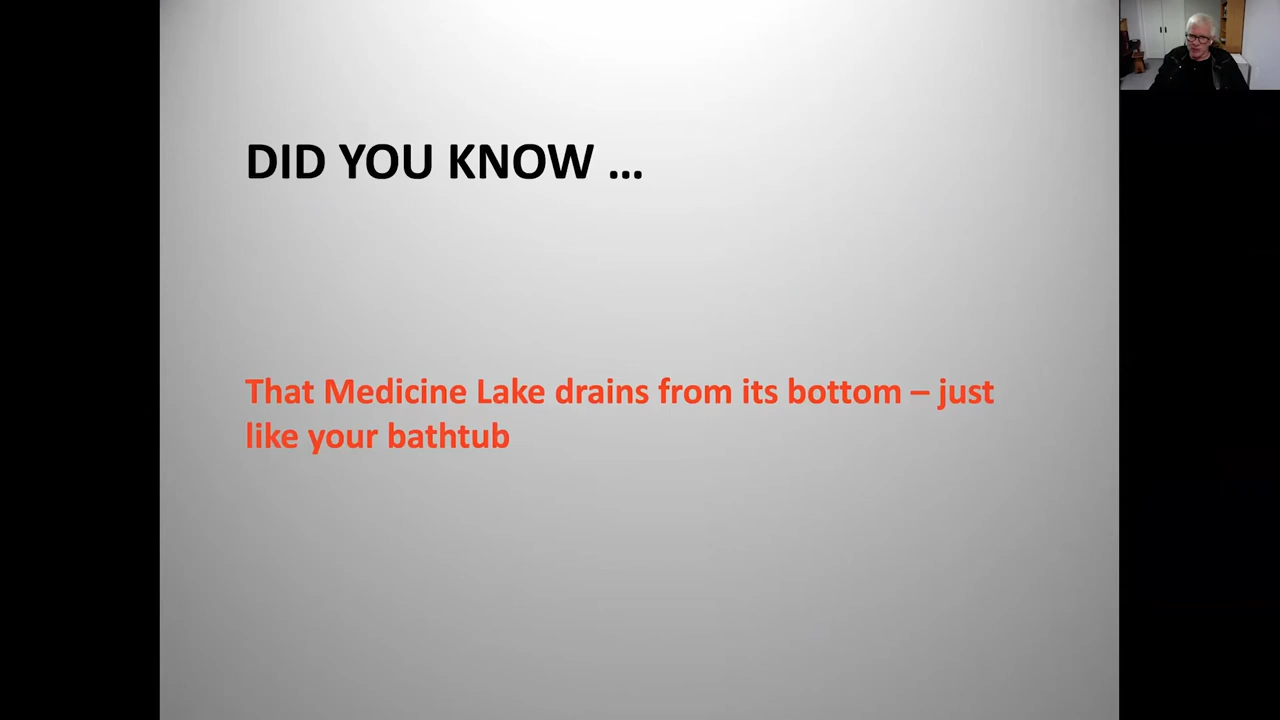 DID YOU KNOW …
That Medicine Lake drains from its bottom – just
like your bathtub